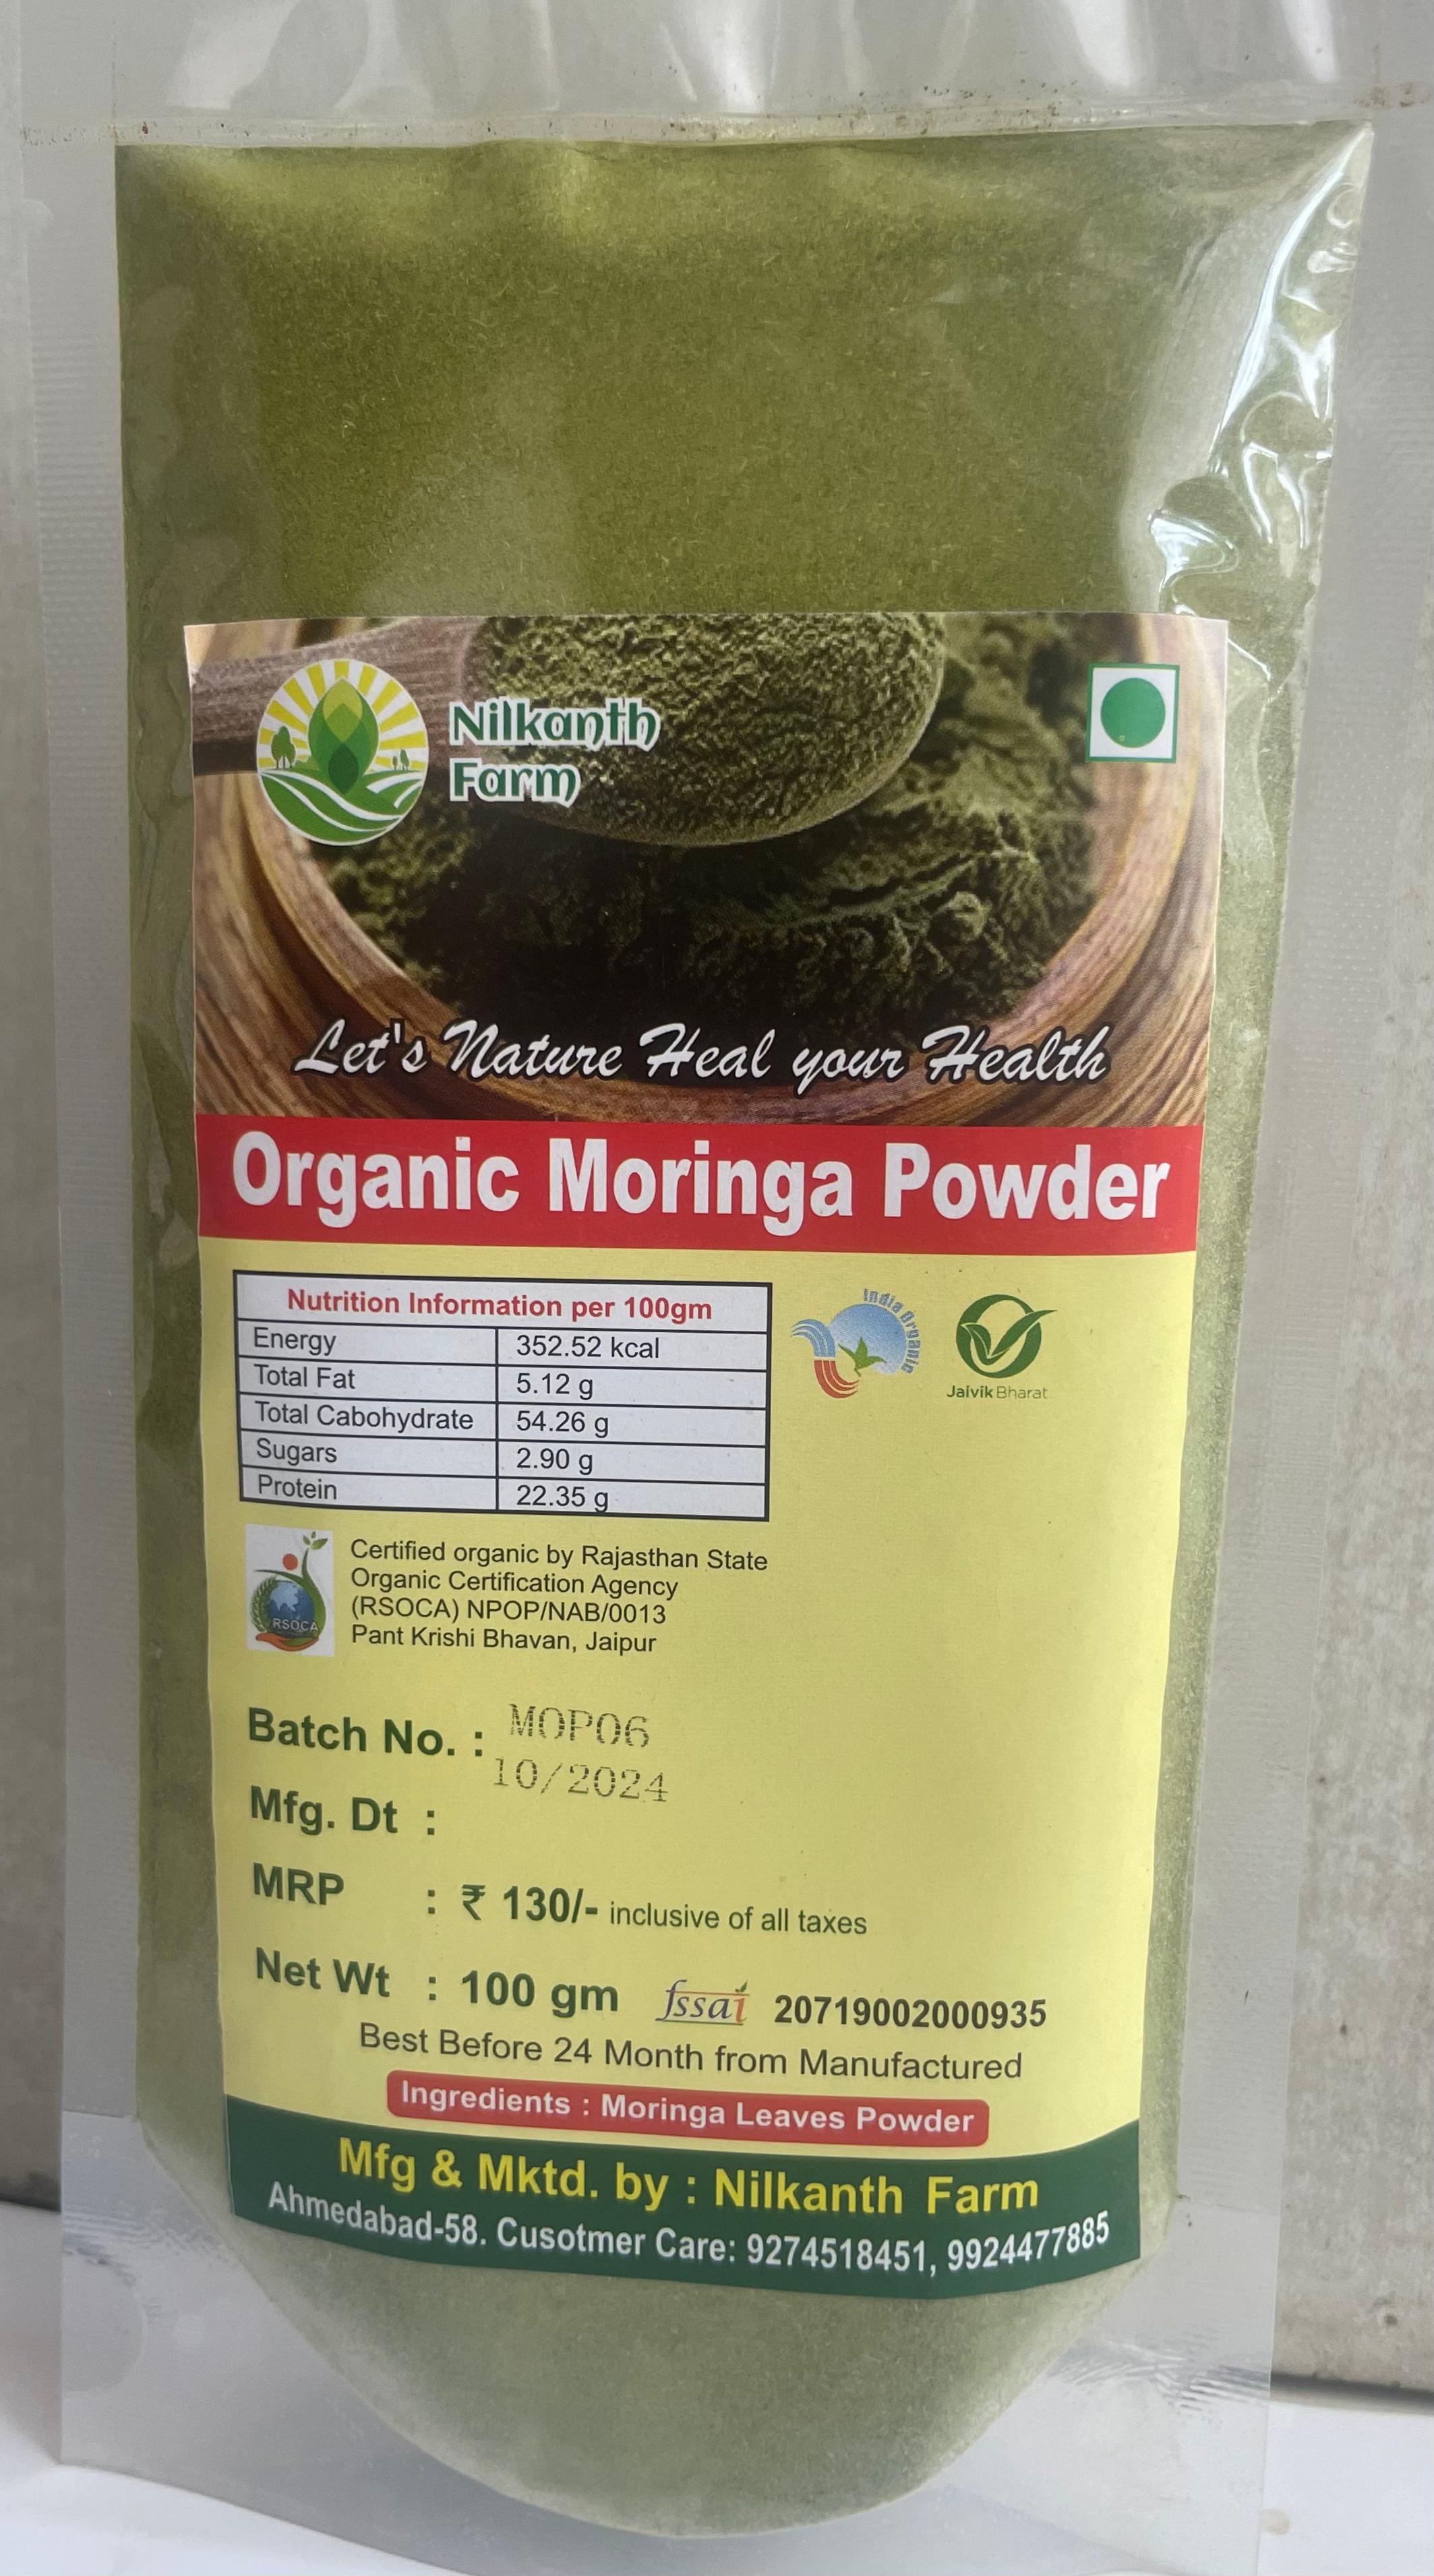 Nilkanth
Farm
Let's Nature Heal your Health
Organic Moringa Powder
Nutrition Information per 100gm
Energy 352.52 kcal
Total Fat 5.12 g
Total Cabohydrate 54.26 g
Sugars 2.90 g
Protein 22.35 g
India Organic
Jaivik Bharat
RSOCA
Certified organic by Rajasthan State
Organic Certification Agency
(RSOCA) NPOP/NAB/0013
Pant Krishi Bhavan, Jaipur
Batch No. : MOP06
10/2024
Mfg. Dt :
MRP : ₹ 130/- inclusive of all taxes
Net Wt : 100 gm fssai 20719002000935
Best Before 24 Month from Manufactured
Ingredients : Moringa Leaves Powder
Mfg & Mktd. by : Nilkanth Farm
Ahmedabad-58. Cusotmer Care: 9274518451, 9924477885